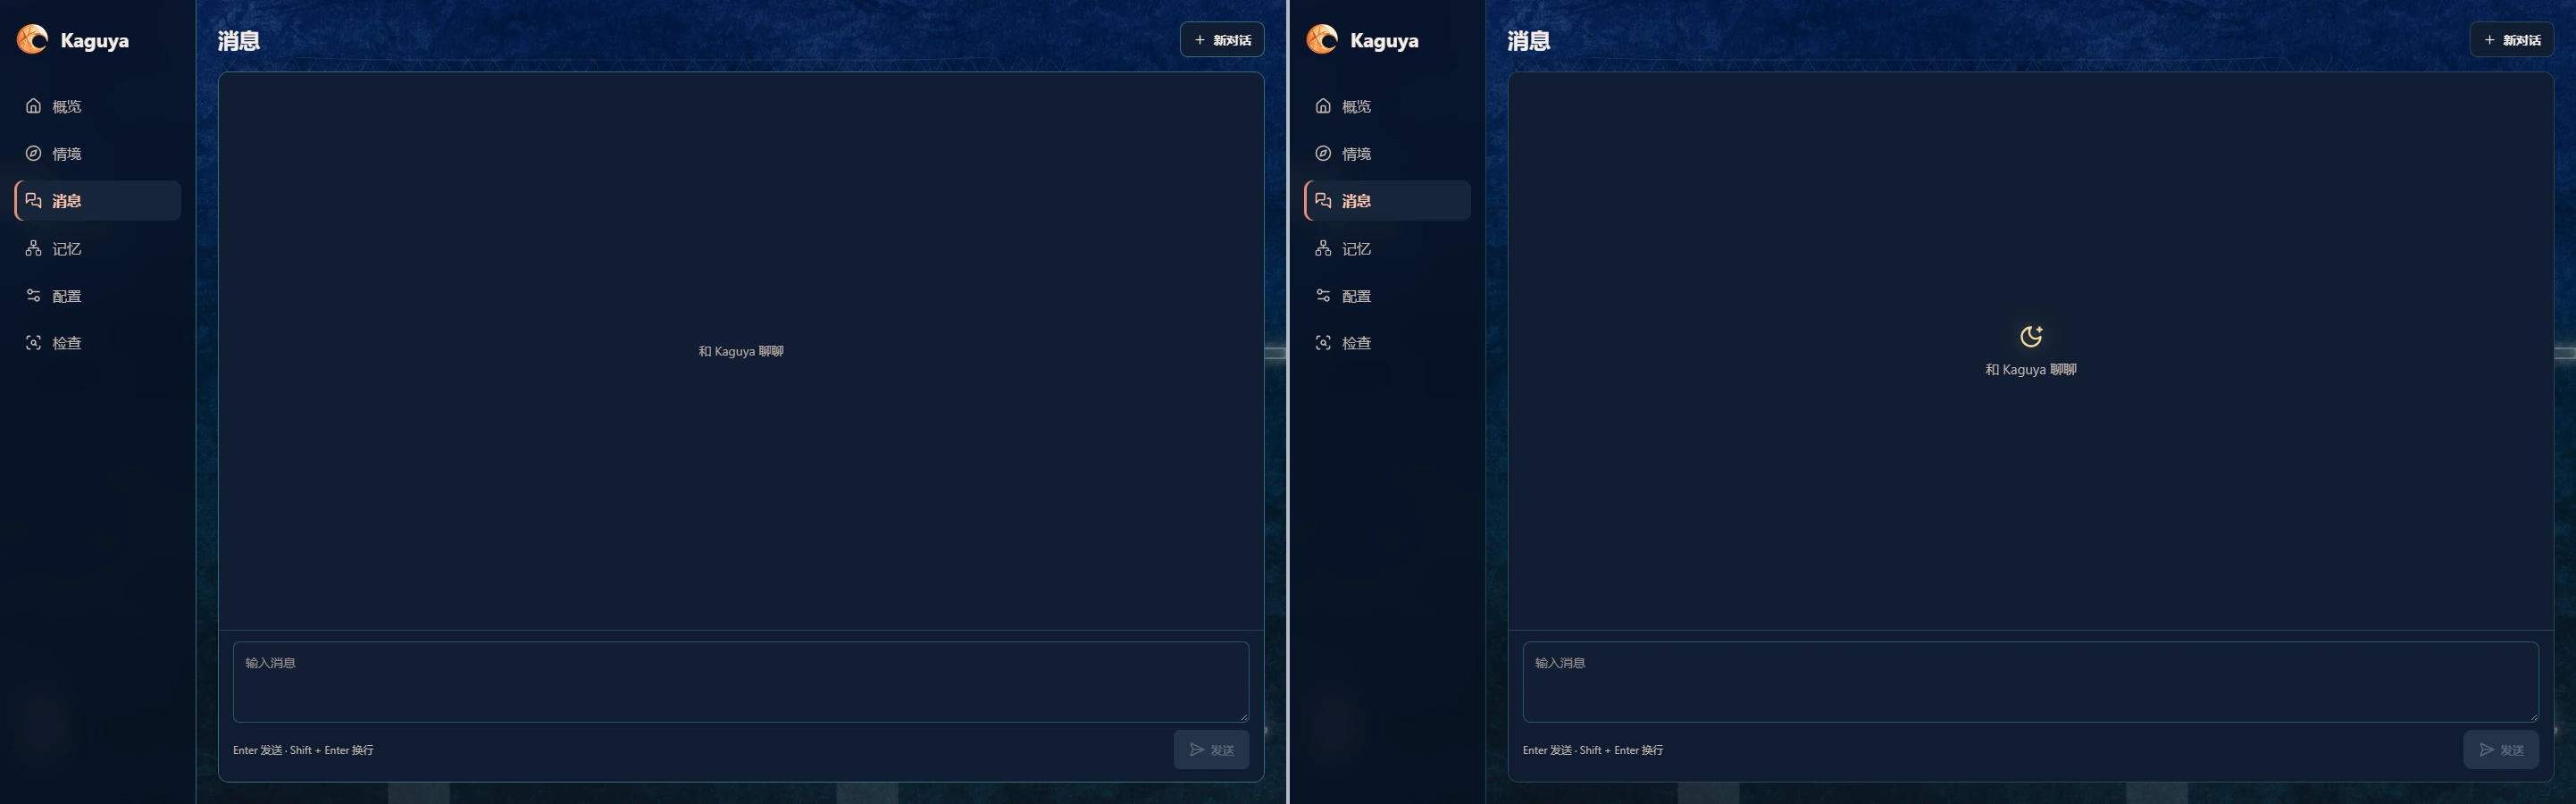 Kaguya
概览
情境
消息
记忆
配置
检查
消息
新对话
和 Kaguya 聊聊
输入消息
Enter 发送 · Shift + Enter 换行
发送
Kaguya
概览
情境
消息
记忆
配置
检查
消息
新对话
和 Kaguya 聊聊
输入消息
Enter 发送 · Shift + Enter 换行
发送